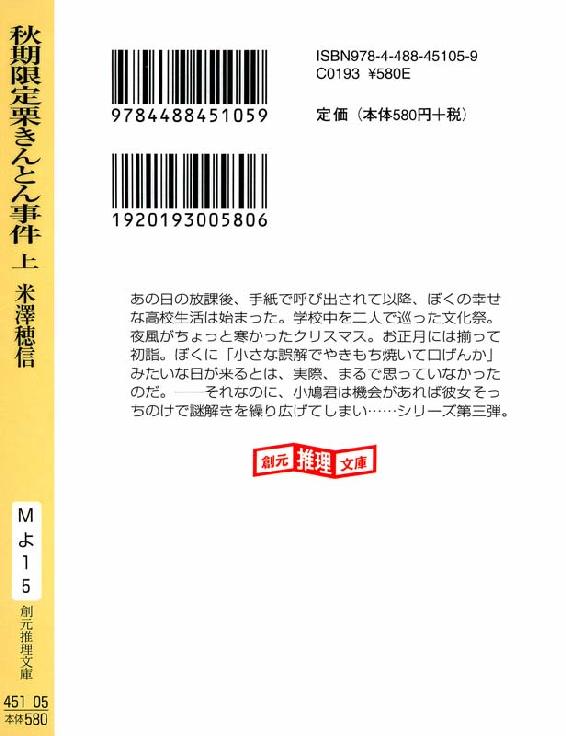 秋期限定栗きんとん事件 上 米澤穂信
Mよ15
創元推理文庫
451 05
本体580
9784488451059
1920193005806
ISBN978-4-488-45105-9
C0193 ¥580E
定価（本体580円+税）
あの日の放課後、手紙で呼び出されて以降、ぼくの幸せ
な高校生活は始まった。学校中を二人で巡った文化祭。
夜風がちょっと寒かったクリスマス。お正月には揃って
初詣。ぼくに「小さな誤解でやきもち焼いて口げんか」
みたいな日が来るとは、実際、まるで思っていなかった
のだ。――それなのに、小鳩君は機会があれば彼女そっ
ちのけで謎解きを繰り広げてしまい……シリーズ第三弾。
創元推理文庫